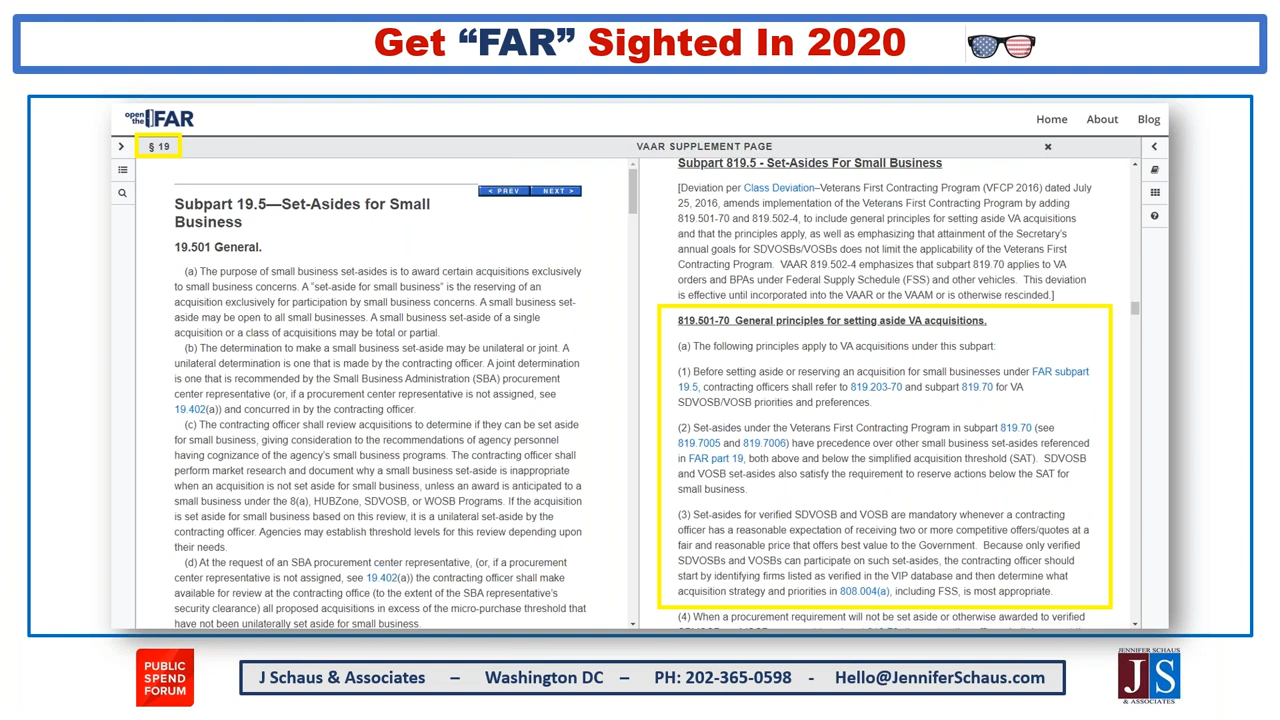 Get “FAR” Sighted In 2020
open the FAR
Home About Blog
§ 19
VAAR SUPPLEMENT PAGE
Subpart 19.5—Set-Asides for Small
Business
< PREV NEXT >
19.501 General.
(a) The purpose of small business set-asides is to award certain acquisitions exclusively
to small business concerns. A “set-aside for small business” is the reserving of an
acquisition exclusively for participation by small business concerns. A small business set-
aside may be open to all small businesses. A small business set-aside of a single
acquisition or a class of acquisitions may be total or partial.
(b) The determination to make a small business set-aside may be unilateral or joint. A
unilateral determination is one that is made by the contracting officer. A joint determination
is one that is recommended by the Small Business Administration (SBA) procurement
center representative (or, if a procurement center representative is not assigned, see
19.402(a)) and concurred in by the contracting officer.
(c) The contracting officer shall review acquisitions to determine if they can be set aside
for small business, giving consideration to the recommendations of agency personnel
having cognizance of the agency’s small business programs. The contracting officer shall
perform market research and document why a small business set-aside is inappropriate
when an acquisition is not set aside for small business, unless an award is anticipated to a
small business under the 8(a), HUBZone, SDVOSB, or WOSB Programs. If the acquisition
is set aside for small business based on this review, it is a unilateral set-aside by the
contracting officer. Agencies may establish threshold levels for this review depending upon
their needs.
(d) At the request of an SBA procurement center representative, (or, if a procurement
center representative is not assigned, see 19.402(a)) the contracting officer shall make
available for review at the contracting office (to the extent of the SBA representative’s
security clearance) all proposed acquisitions in excess of the micro-purchase threshold that
have not been unilaterally set aside for small business.
Subpart 819.5 - Set-Asides For Small Business
[Deviation per Class Deviation–Veterans First Contracting Program (VFCP 2016) dated July
25, 2016, amends implementation of the Veterans First Contracting Program by adding
819.501-70 and 819.502-4, to include general principles for setting aside VA acquisitions
and that the principles apply, as well as emphasizing that attainment of the Secretary’s
annual goals for SDVOSBs/VOSBs does not limit the applicability of the Veterans First
Contracting Program. VAAR 819.502-4 emphasizes that subpart 819.70 applies to VA
orders and BPAs under Federal Supply Schedule (FSS) and other vehicles. This deviation
is effective until incorporated into the VAAR or the VAAM or is otherwise rescinded.]
819.501-70 General principles for setting aside VA acquisitions.
(a) The following principles apply to VA acquisitions under this subpart:
(1) Before setting aside or reserving an acquisition for small businesses under FAR subpart
19.5, contracting officers shall refer to 819.203-70 and subpart 819.70 for VA
SDVOSB/VOSB priorities and preferences.
(2) Set-asides under the Veterans First Contracting Program in subpart 819.70 (see
819.7005 and 819.7006) have precedence over other small business set-asides referenced
in FAR part 19, both above and below the simplified acquisition threshold (SAT). SDVOSB
and VOSB set-asides also satisfy the requirement to reserve actions below the SAT for
small business.
(3) Set-asides for verified SDVOSB and VOSB are mandatory whenever a contracting
officer has a reasonable expectation of receiving two or more competitive offers/quotes at a
fair and reasonable price that offers best value to the Government. Because only verified
SDVOSBs and VOSBs can participate on such set-asides, the contracting officer should
start by identifying firms listed as verified in the VIP database and then determine what
acquisition strategy and priorities in 808.004(a), including FSS, is most appropriate.
(4) When a procurement requirement will not be set aside or otherwise awarded to verified
PUBLIC
SPEND
FORUM
J Schaus & Associates – Washington DC – PH: 202-365-0598 - Hello@JenniferSchaus.com
JENNIFER SCHAUS
JS
& ASSOCIATES